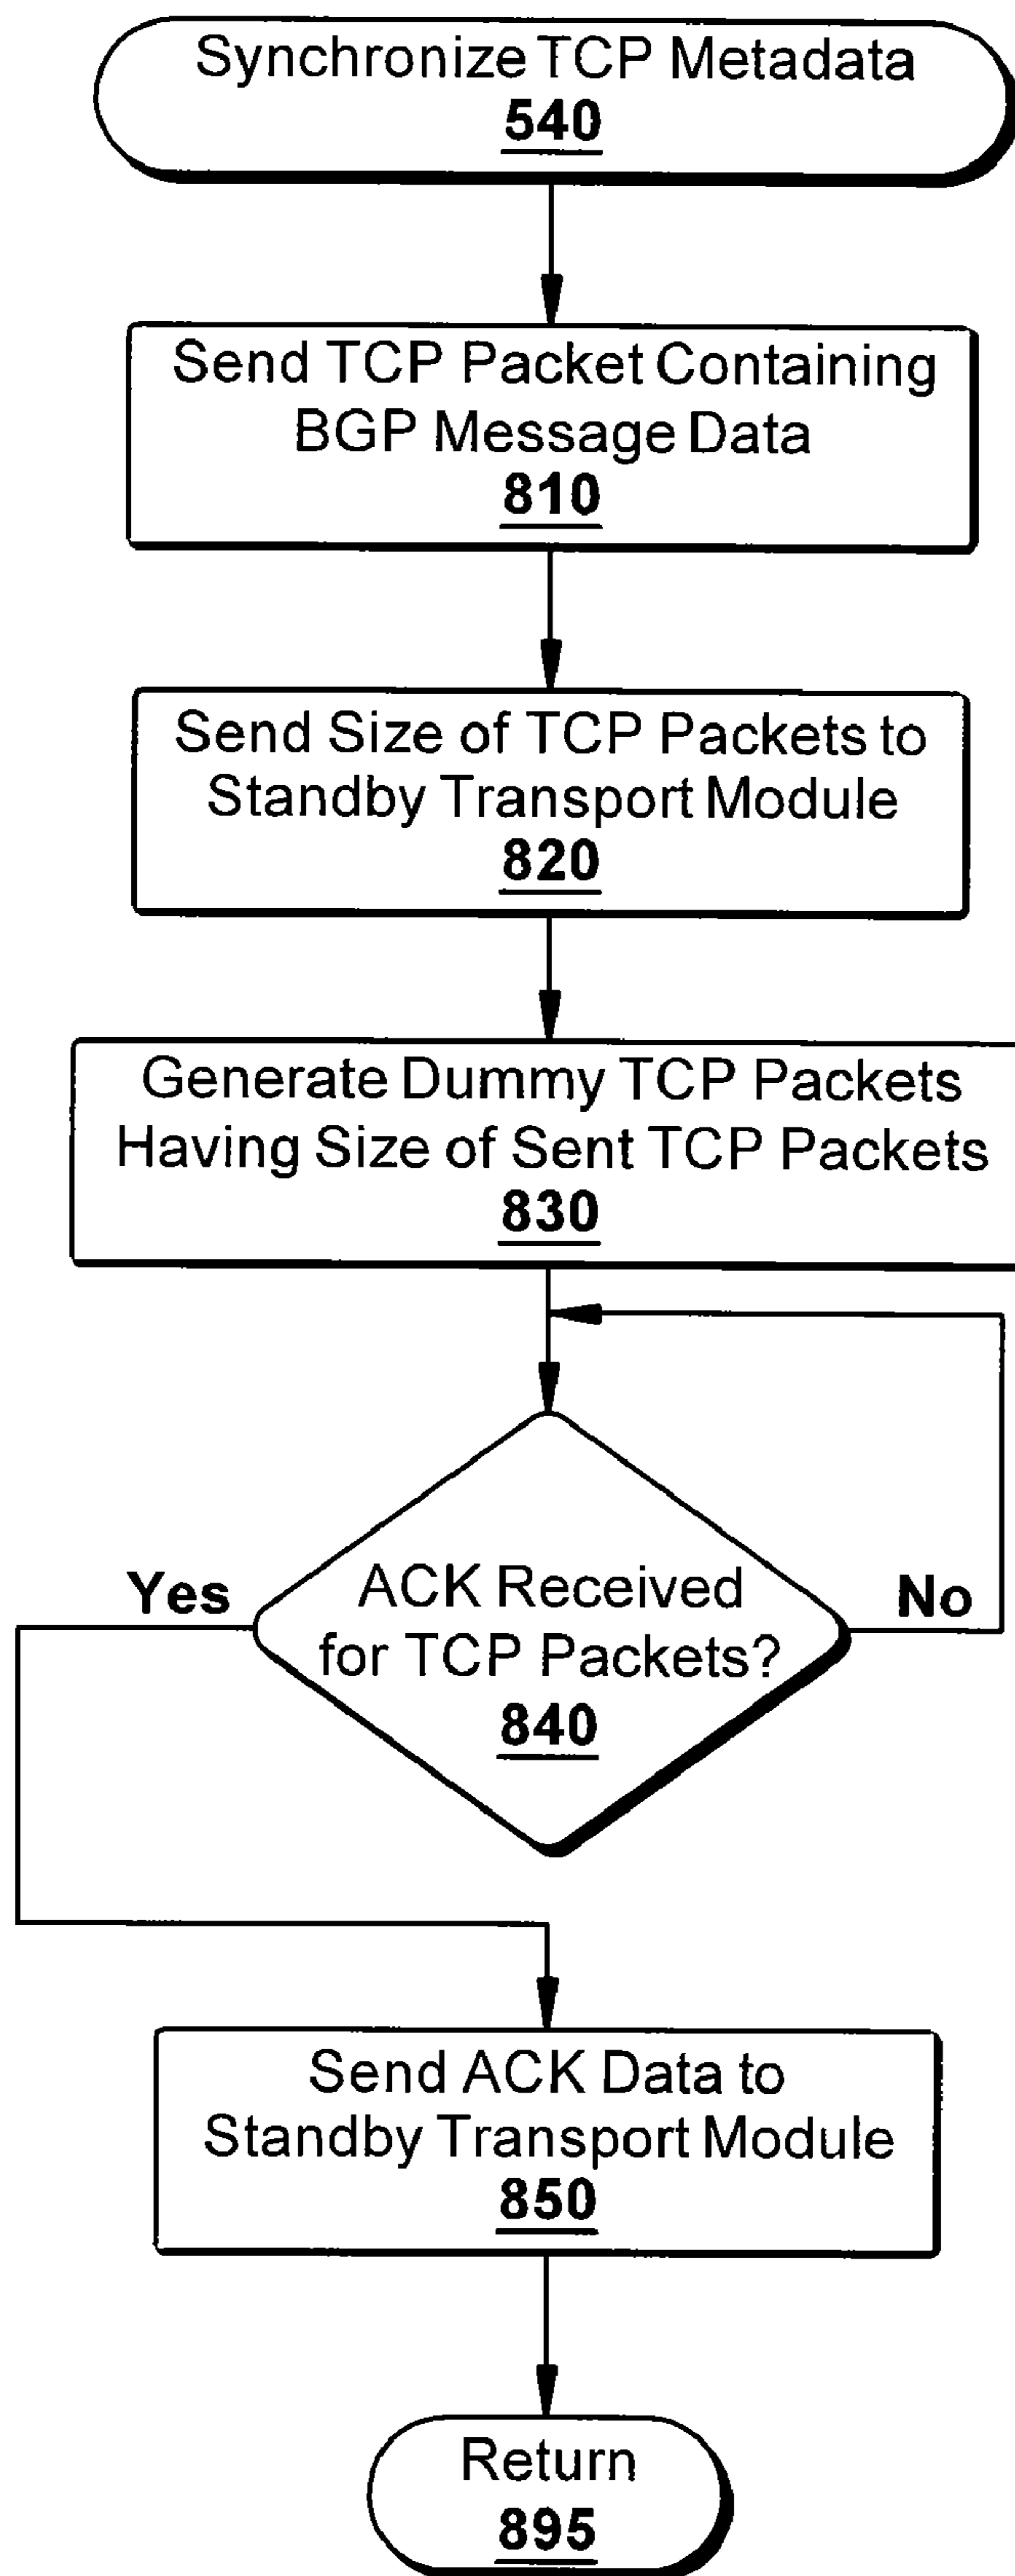 Synchronize TCP Metadata
540
Send TCP Packet Containing
BGP Message Data
810
Send Size of TCP Packets to
Standby Transport Module
820
Generate Dummy TCP Packets
Having Size of Sent TCP Packets
830
Yes
ACK Received
for TCP Packets?
840
No
Send ACK Data to
Standby Transport Module
850
Return
895